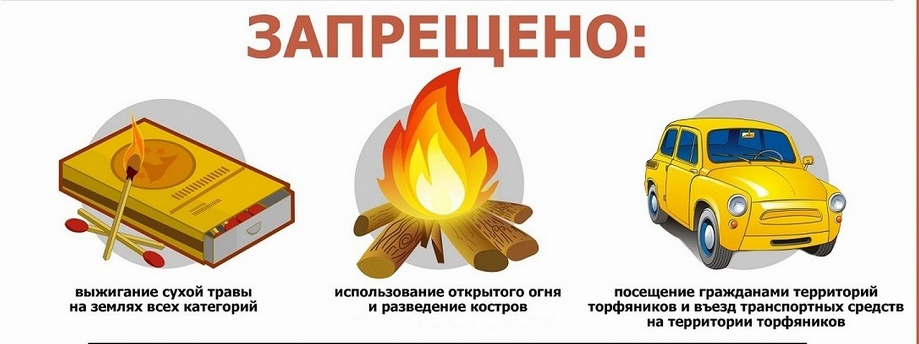 ЗАПРЕЩЕНО:
выжигание сухой травы
на землях всех категорий
использование открытого огня
и разведение костров
посещение гражданами территорий
торфяников и въезд транспортных средств
на территории торфяников